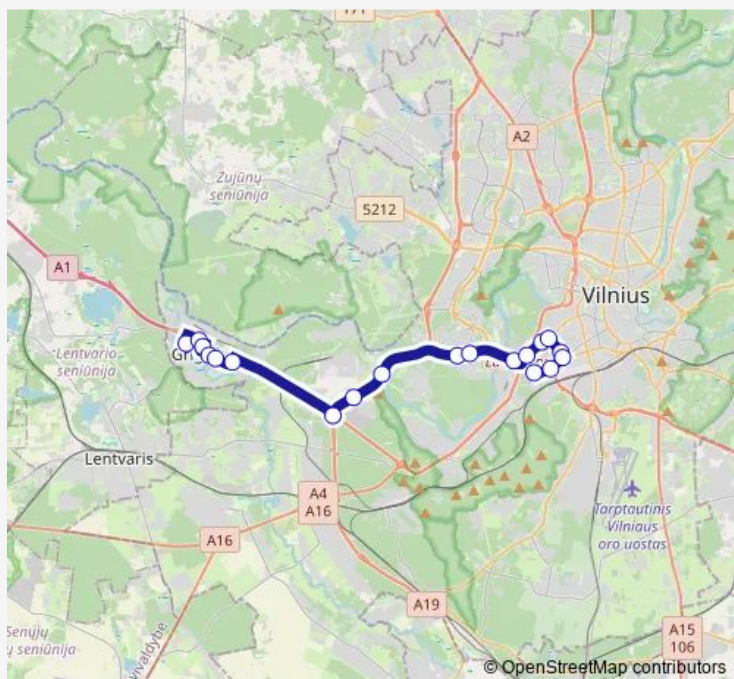 171
A2
Zujūnų
seniūnija
5212
A1
Vilnius
Lentvario
seniūnija
Gri
Lentvaris
A4
A16
A16
Tarptautinis
Vilniaus
oro uostas
A19
Senųjų
A15
106
© OpenStreetMap contributors